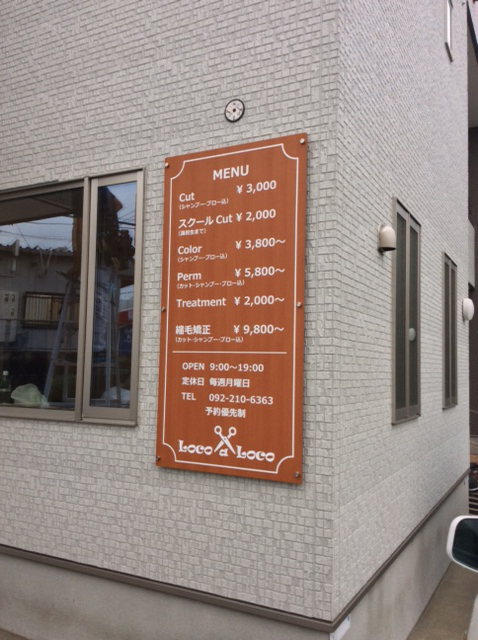 MENU
Cut ¥3,000
(シャンプー・ブロー込)
スクール Cut ¥2,000
(高校生まで)
Color ¥3,800〜
(シャンプー・ブロー込)
Perm ¥5,800〜
(カット・シャンプー・ブロー込)
Treatment ¥2,000〜
縮毛矯正 ¥9,800〜
(カット・シャンプー・ブロー込)
OPEN 9:00〜19:00
定休日 毎週月曜日
TEL 092-210-6363
予約優先制
Loco a Loco